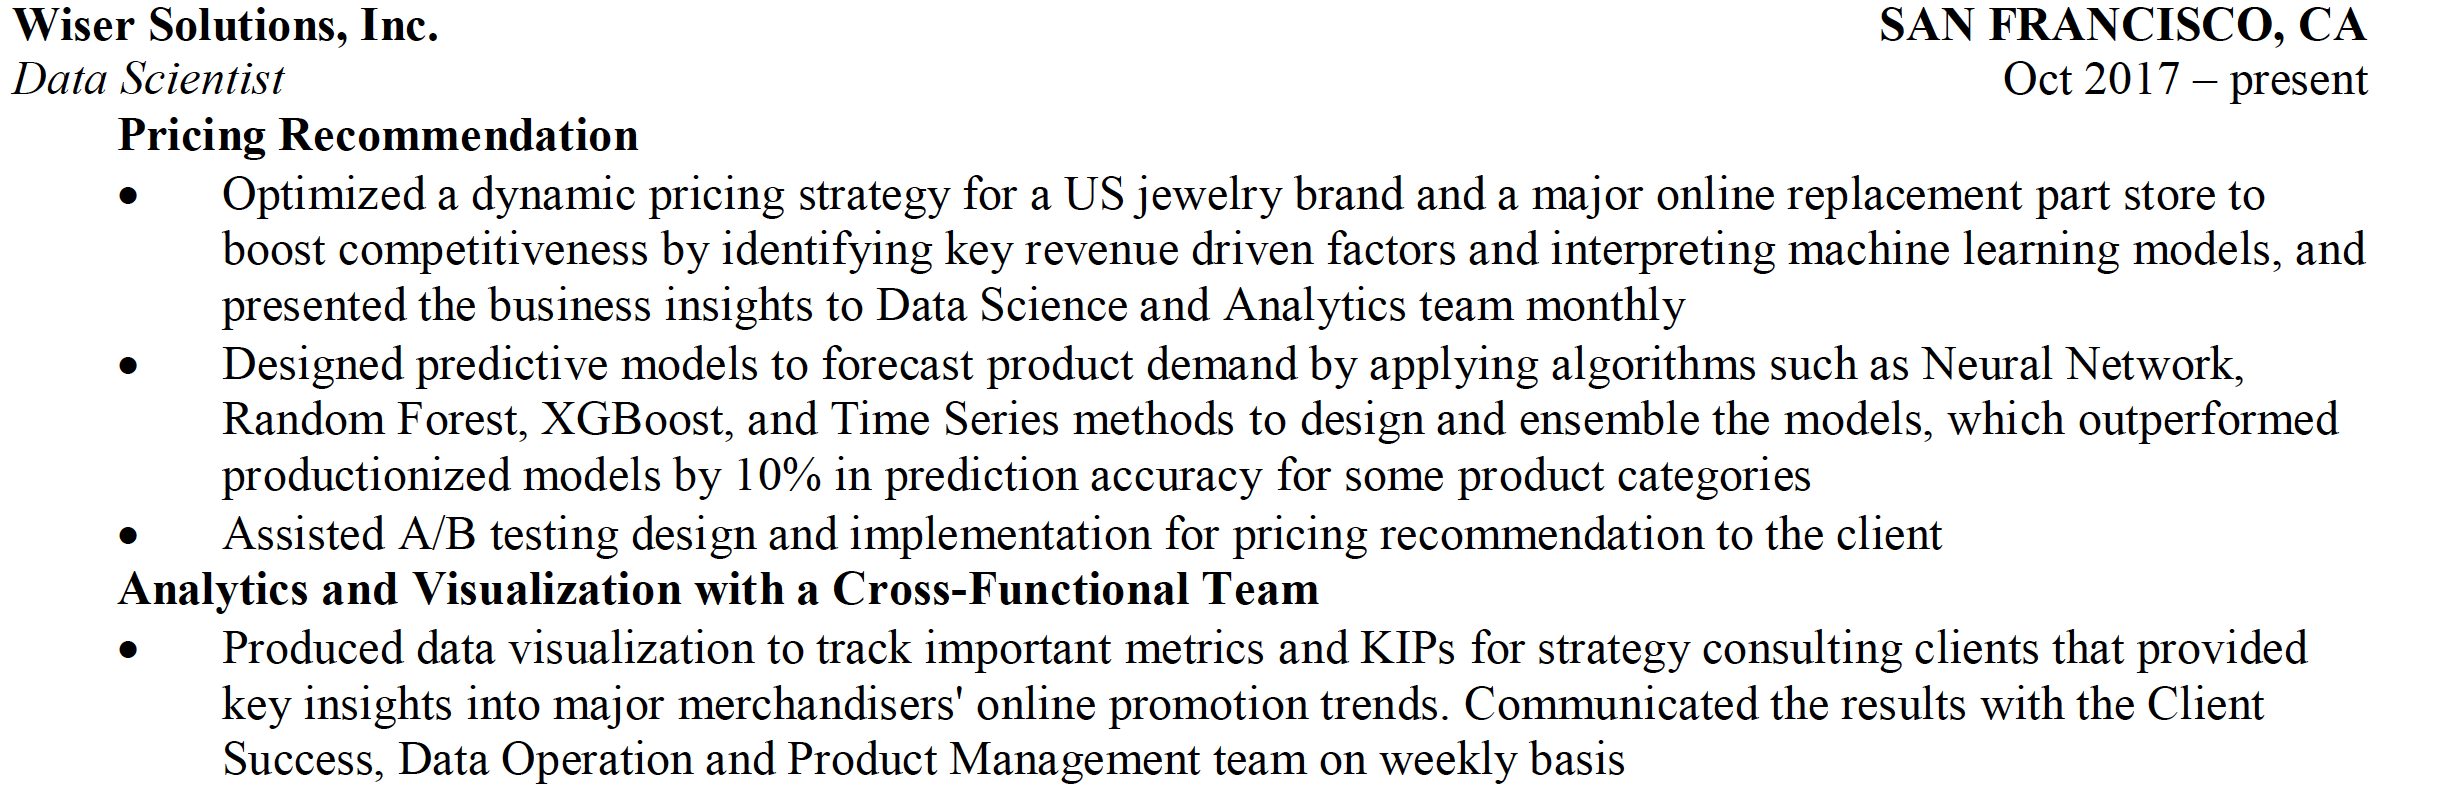 Wiser Solutions, Inc. SAN FRANCISCO, CA
Data Scientist Oct 2017 – present
Pricing Recommendation
• Optimized a dynamic pricing strategy for a US jewelry brand and a major online replacement part store to
boost competitiveness by identifying key revenue driven factors and interpreting machine learning models, and
presented the business insights to Data Science and Analytics team monthly
• Designed predictive models to forecast product demand by applying algorithms such as Neural Network,
Random Forest, XGBoost, and Time Series methods to design and ensemble the models, which outperformed
productionized models by 10% in prediction accuracy for some product categories
• Assisted A/B testing design and implementation for pricing recommendation to the client
Analytics and Visualization with a Cross-Functional Team
• Produced data visualization to track important metrics and KIPs for strategy consulting clients that provided
key insights into major merchandisers' online promotion trends. Communicated the results with the Client
Success, Data Operation and Product Management team on weekly basis